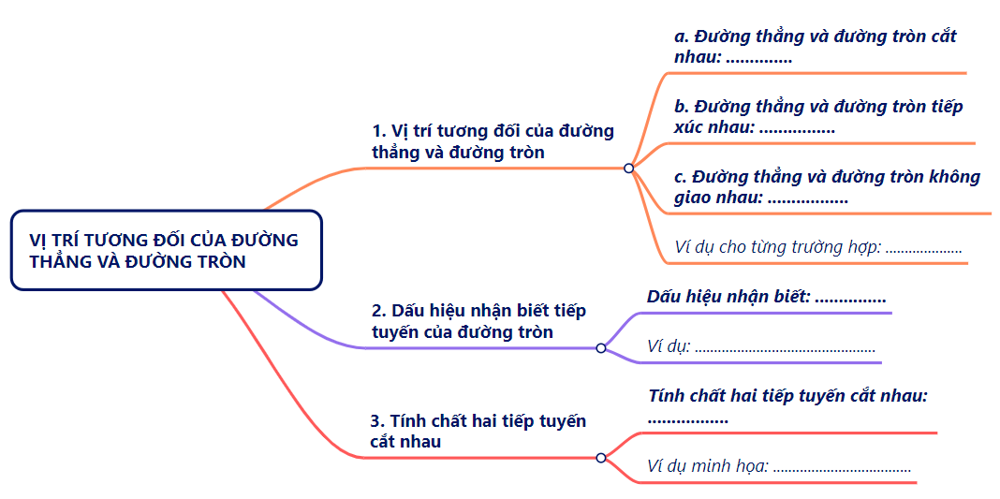 VỊ TRÍ TƯƠNG ĐỐI CỦA ĐƯỜNG
THẲNG VÀ ĐƯỜNG TRÒN
1. Vị trí tương đối của đường
thẳng và đường tròn
a. Đường thẳng và đường tròn cắt
nhau: ..............
b. Đường thẳng và đường tròn tiếp
xúc nhau: ................
c. Đường thẳng và đường tròn không
giao nhau: .................
Ví dụ cho từng trường hợp: ....................
2. Dấu hiệu nhận biết tiếp
tuyến của đường tròn
Dấu hiệu nhận biết: ...............
Ví dụ: ...............................................
3. Tính chất hai tiếp tuyến
cắt nhau
Tính chất hai tiếp tuyến cắt nhau:
.................
Ví dụ minh họa: ....................................